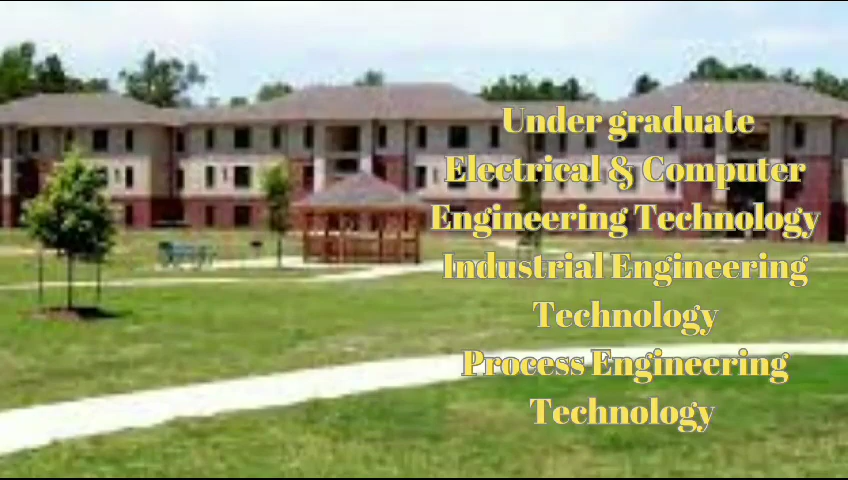 Under graduate
Electrical & Computer
Engineering Technology
Industrial Engineering
Technology
Process Engineering
Technology